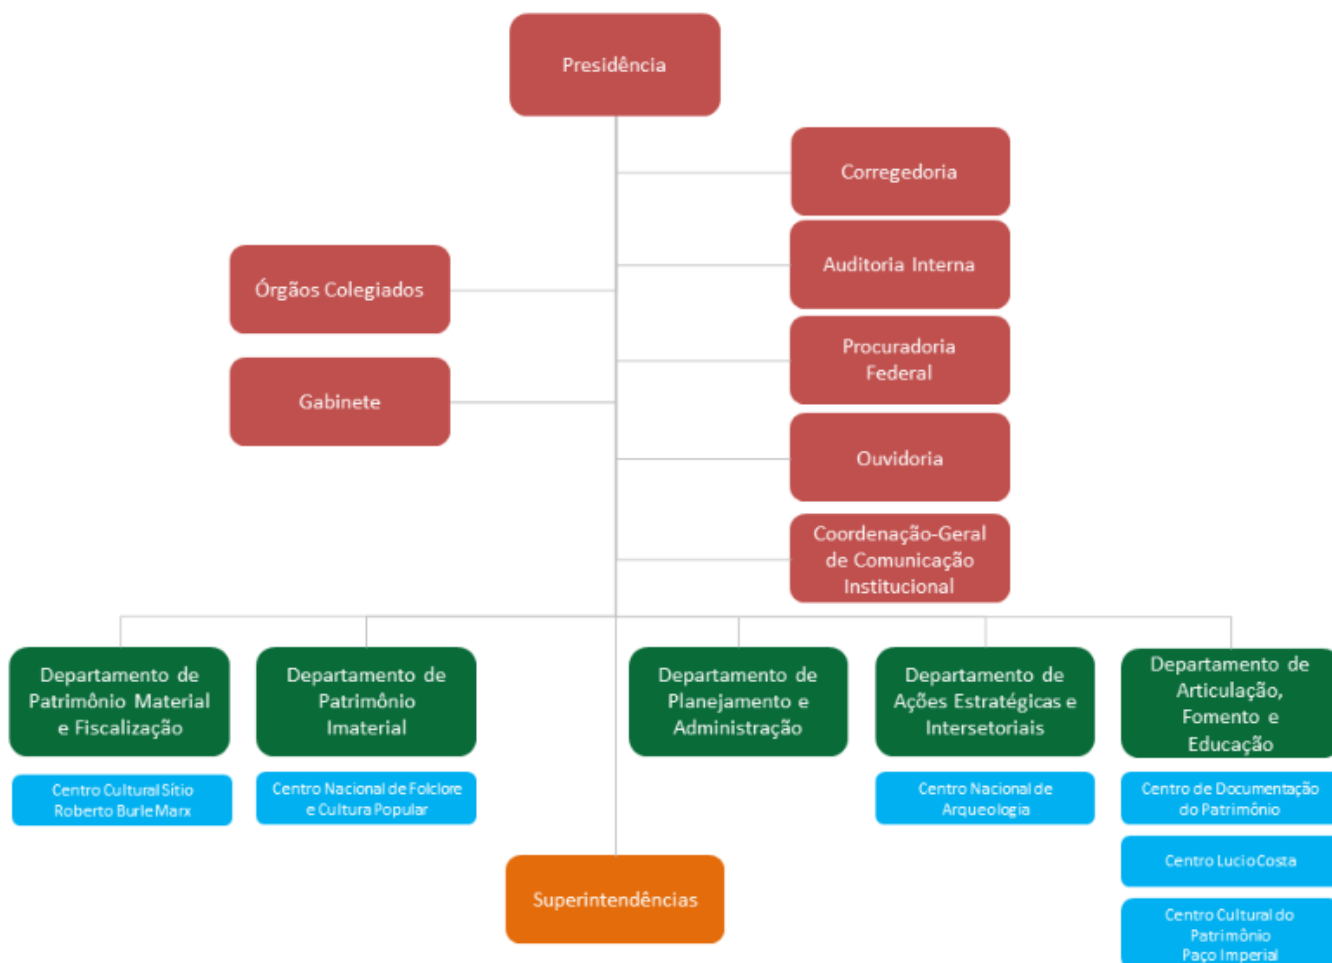 Presidência
Corregedoria
Auditoria Interna
Órgãos Colegiados
Procuradoria
Federal
Gabinete
Ouvidoria
Coordenação-Geral
de Comunicação
Institucional
Departamento de
Patrimônio Material
e Fiscalização
Departamento de
Patrimônio
Imaterial
Departamento de
Planejamento e
Administração
Departamento de
Ações Estratégicas e
Intersetoriais
Departamento de
Articulação,
Fomento e
Educação
Centro Cultural Sítio
Roberto Burle Marx
Centro Nacional de Folclore
e Cultura Popular
Centro Nacional de
Arqueologia
Centro de Documentação
do Patrimônio
Centro Lucio Costa
Superintendências
Centro Cultural do
Patrimônio
Paço Imperial